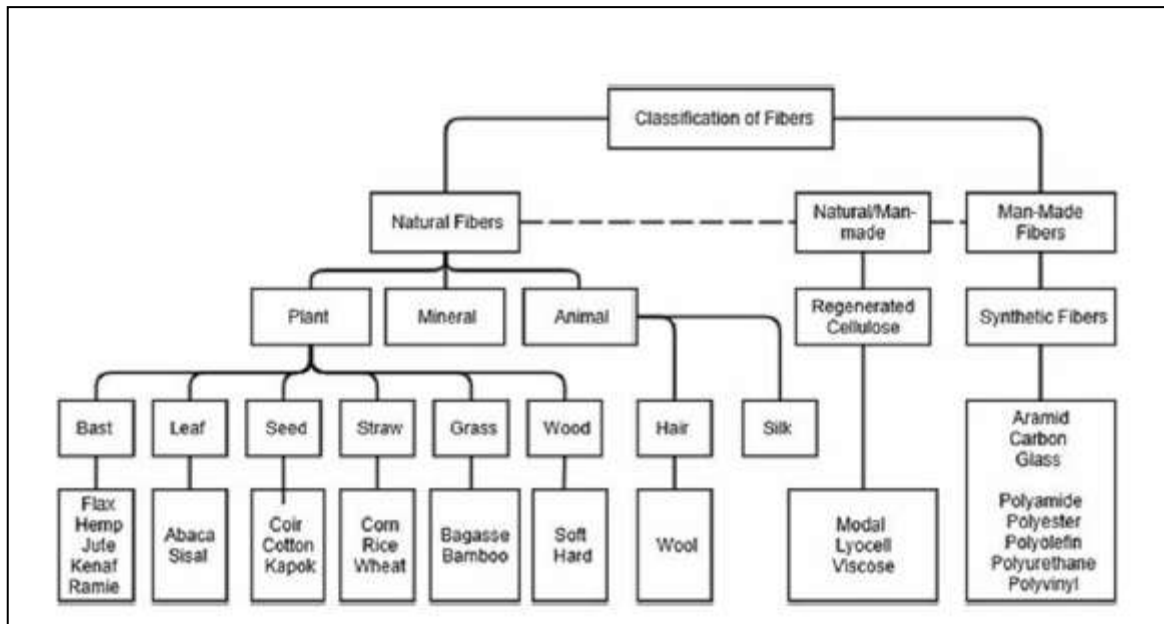 Classification of Fibers
Natural Fibers
Natural/Man-
made
Man-Made
Fibers
Plant
Mineral
Animal
Regenerated
Cellulose
Synthetic Fibers
Bast
Leaf
Seed
Straw
Grass
Wood
Hair
Silk
Flax
Hemp
Jute
Kenaf
Ramie
Abaca
Sisal
Coir
Cotton
Kapok
Corn
Rice
Wheat
Bagasse
Bamboo
Soft
Hard
Wool
Modal
Lyocell
Viscose
Aramid
Carbon
Glass
Polyamide
Polyester
Polyolefin
Polyurethane
Polyvinyl